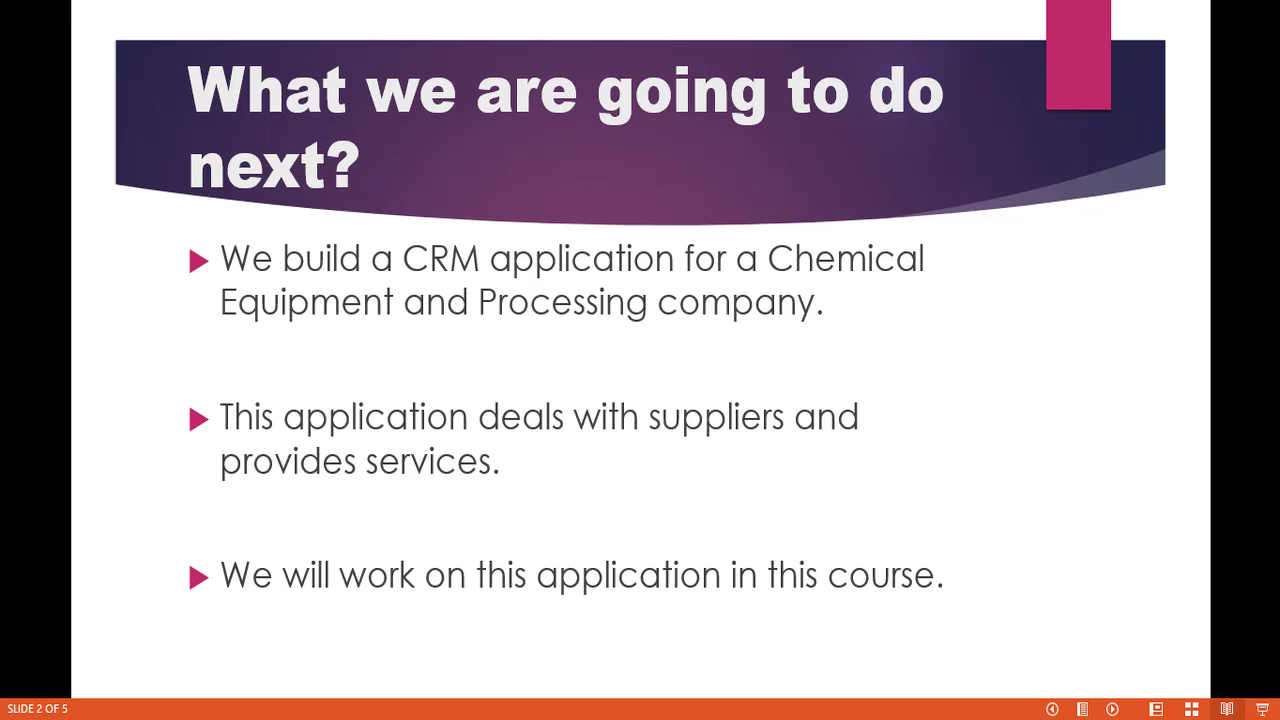 What we are going to do
next?
We build a CRM application for a Chemical
Equipment and Processing company.
This application deals with suppliers and
provides services.
We will work on this application in this course.
SLIDE 2 OF 5